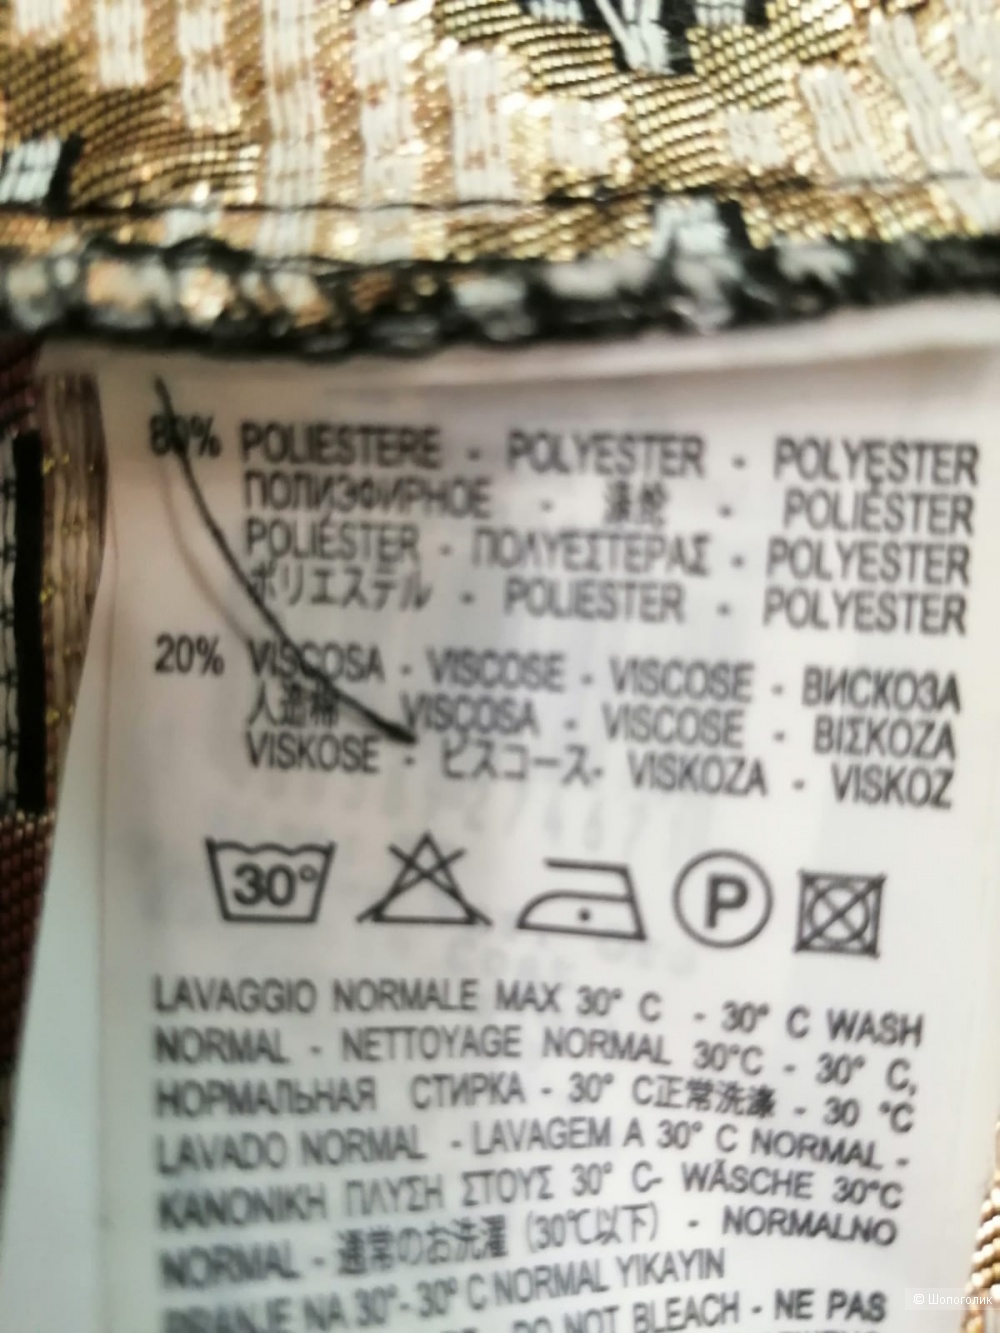 80% POLIESTERE - POLYESTER - POLYESTER
ПОЛИЭФИРНОЕ - 涤纶 - POLIÉSTER
POLIÉSTER - ΠΟΛΥΕΣΤΕΡΑΣ - POLYESTER
ポリエステル - POLIESTER - POLYESTER
20% VISCOSA - VISCOSE - VISCOSE - ВИСКОЗА
人造棉 VISCOSA - VISCOSE - ΒΙΣΚΟΖΑ
VISKOSE - ビスコース - VISKOZA - VISKOZ
30° P
LAVAGGIO NORMALE MAX 30° C - 30° C WASH
NORMAL - NETTOYAGE NORMAL 30°C - 30° C,
НОРМАЛЬНАЯ СТИРКА - 30° C正常洗涤 - 30 °C
LAVADO NORMAL - LAVAGEM A 30° C NORMAL -
ΚΑΝΟΝΙΚΗ ΠΛΥΣΗ ΣΤΟΥΣ 30° C- WÄSCHE 30°C
NORMAL - 通常のお洗濯 (30℃以下) - NORMALNO
PRANJE NA 30°- 30° C NORMAL YIKAYIN
DO NOT BLEACH - NE PAS
© Шопоголик